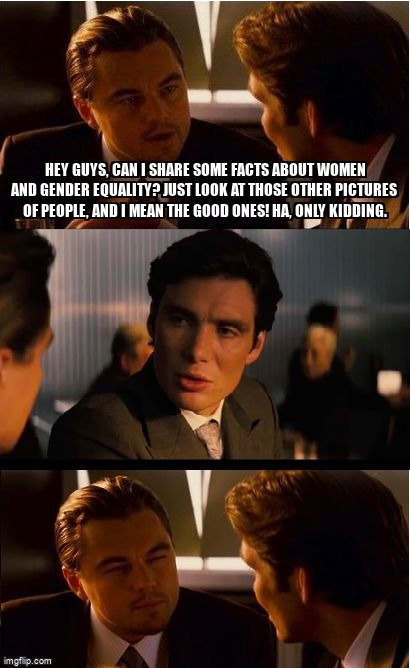 HEY GUYS, CAN I SHARE SOME FACTS ABOUT WOMEN
AND GENDER EQUALITY? JUST LOOK AT THOSE OTHER PICTURES
OF PEOPLE, AND I MEAN THE GOOD ONES! HA, ONLY KIDDING.
imgflip.com